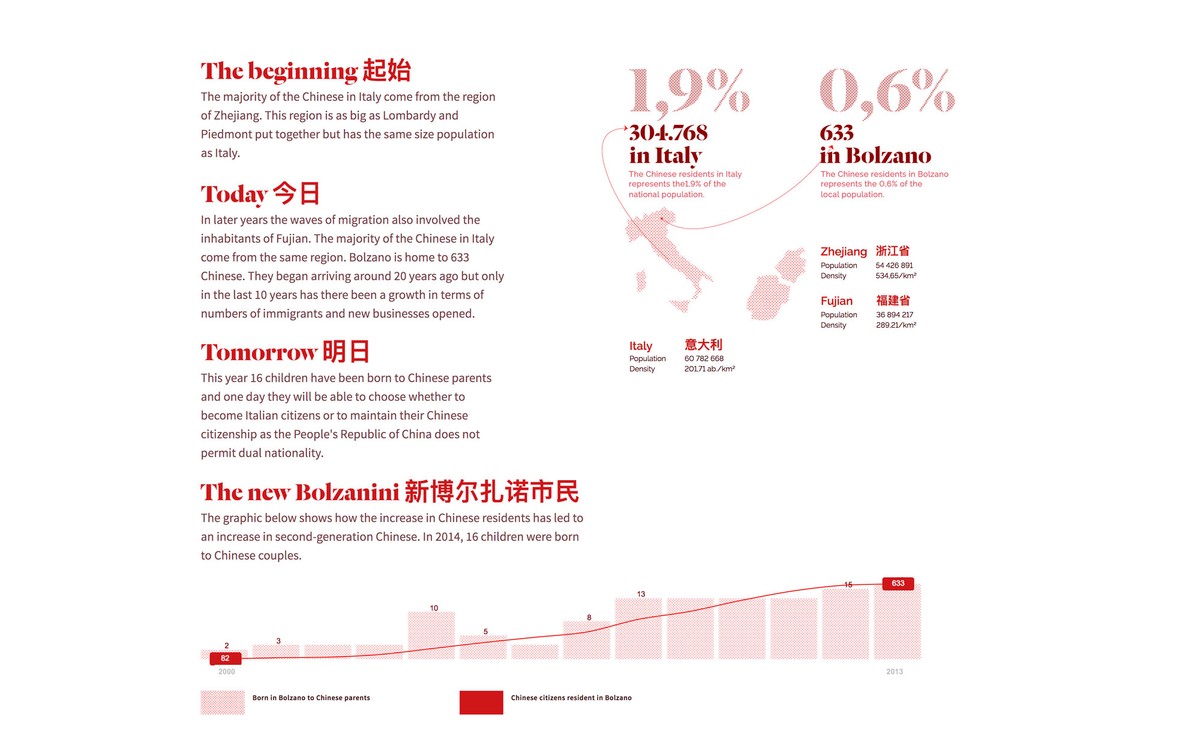 The beginning 起始
The majority of the Chinese in Italy come from the region
of Zhejiang. This region is as big as Lombardy and
Piedmont put together but has the same size population
as Italy.
Today 今日
In later years the waves of migration also involved the
inhabitants of Fujian. The majority of the Chinese in Italy
come from the same region. Bolzano is home to 633
Chinese. They began arriving around 20 years ago but only
in the last 10 years has there been a growth in terms of
numbers of immigrants and new businesses opened.
Tomorrow 明日
This year 16 children have been born to Chinese parents
and one day they will be able to choose whether to
become Italian citizens or to maintain their Chinese
citizenship as the People's Republic of China does not
permit dual nationality.
The new Bolzanini 新博尔扎诺市民
The graphic below shows how the increase in Chinese residents has led to
an increase in second-generation Chinese. In 2014, 16 children were born
to Chinese couples.
1,9%
304.768
in Italy
The Chinese residents in Italy
represents the1,9% of the
national population.
0,6%
633
in Bolzano
The Chinese residents in Bolzano
represents the 0,6% of the
local population.
Zhejiang 浙江省
Population 54 426 891
Density 534,65/km²
Fujian 福建省
Population 36 894 217
Density 289.21/km²
Italy 意大利
Population 60 782 668
Density 201.71 ab./km²
2
3
10
5
8
13
15
82
633
2000
2013
Born in Bolzano to Chinese parents
Chinese citizens resident in Bolzano